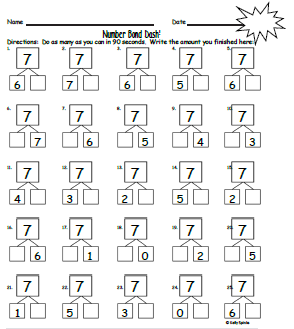 Name Date
Number Bond Dash!
Directions: Do as many as you can in 90 seconds. Write the amount you finished here:
1. 2. 3. 4. 5.
7 7 7 7 7
6 7 5 6 6
6. 7. 8. 9. 10.
7 7 7 7 7
7 6 5 4 3
11. 12. 13. 14. 15.
7 7 7 7 7
4 3 2 5 2
16. 17. 18. 19. 20.
7 7 7 7 7
6 1 0 2
21. 22. 23. 24. 25.
7 7 7 7 7
1 5 3 0 6